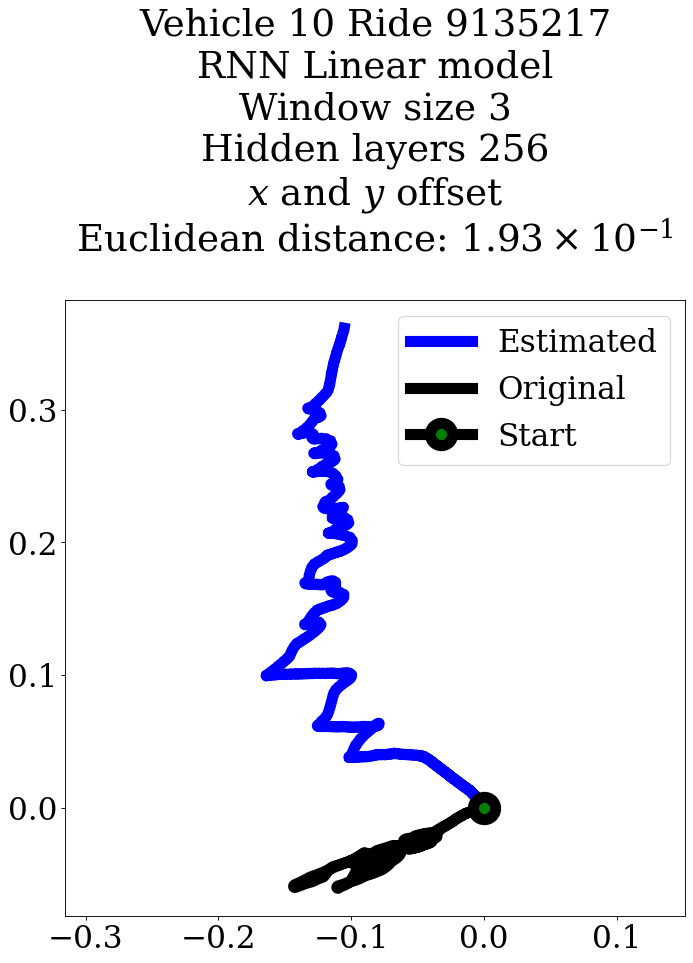 Vehicle 10 Ride 9135217
RNN Linear model
Window size 3
Hidden layers 256
x and y offset
Euclidean distance: 1.93 × 10⁻¹
Estimated
Original
Start
0.3
0.2
0.1
0.0
−0.3 −0.2 −0.1 0.0 0.1